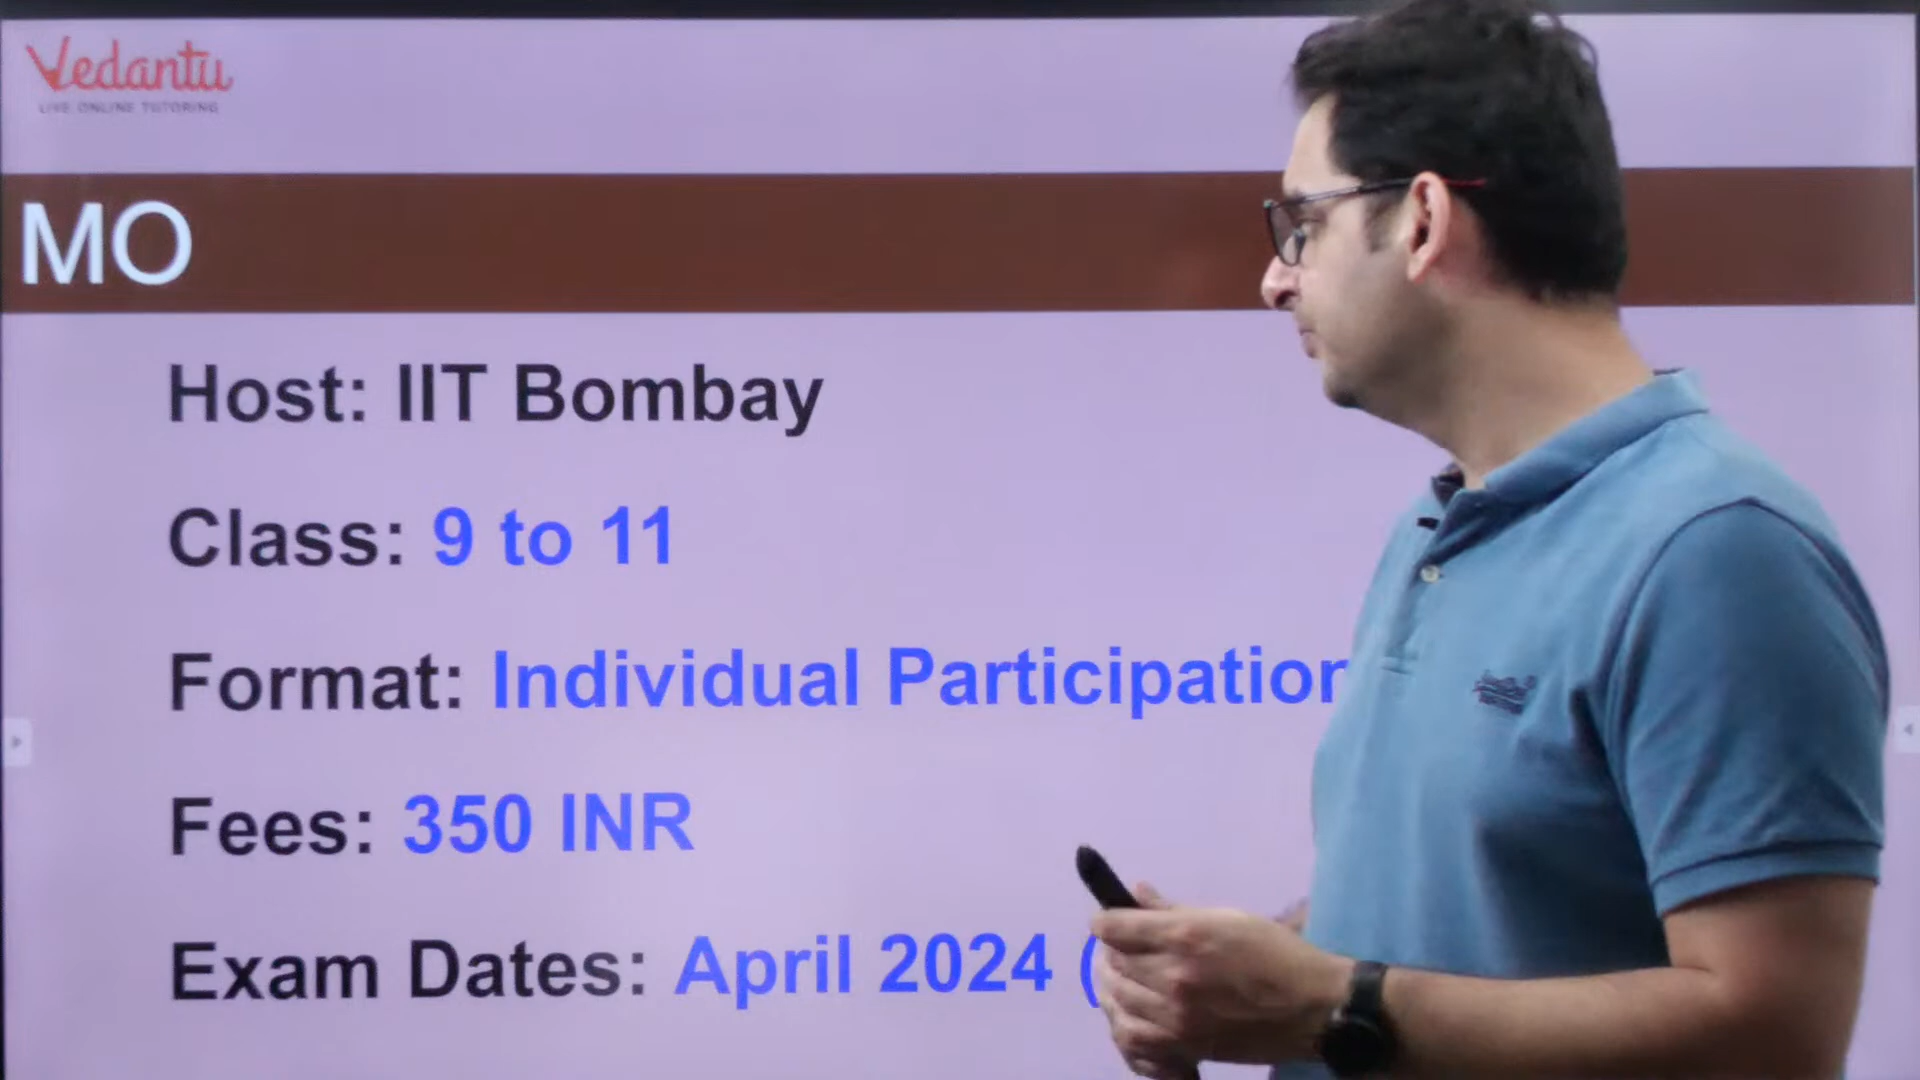 Vedantu
LIVE ONLINE TUTORING
MO
Host: IIT Bombay
Class: 9 to 11
Format: Individual Participation
Fees: 350 INR
Exam Dates: April 2024 (